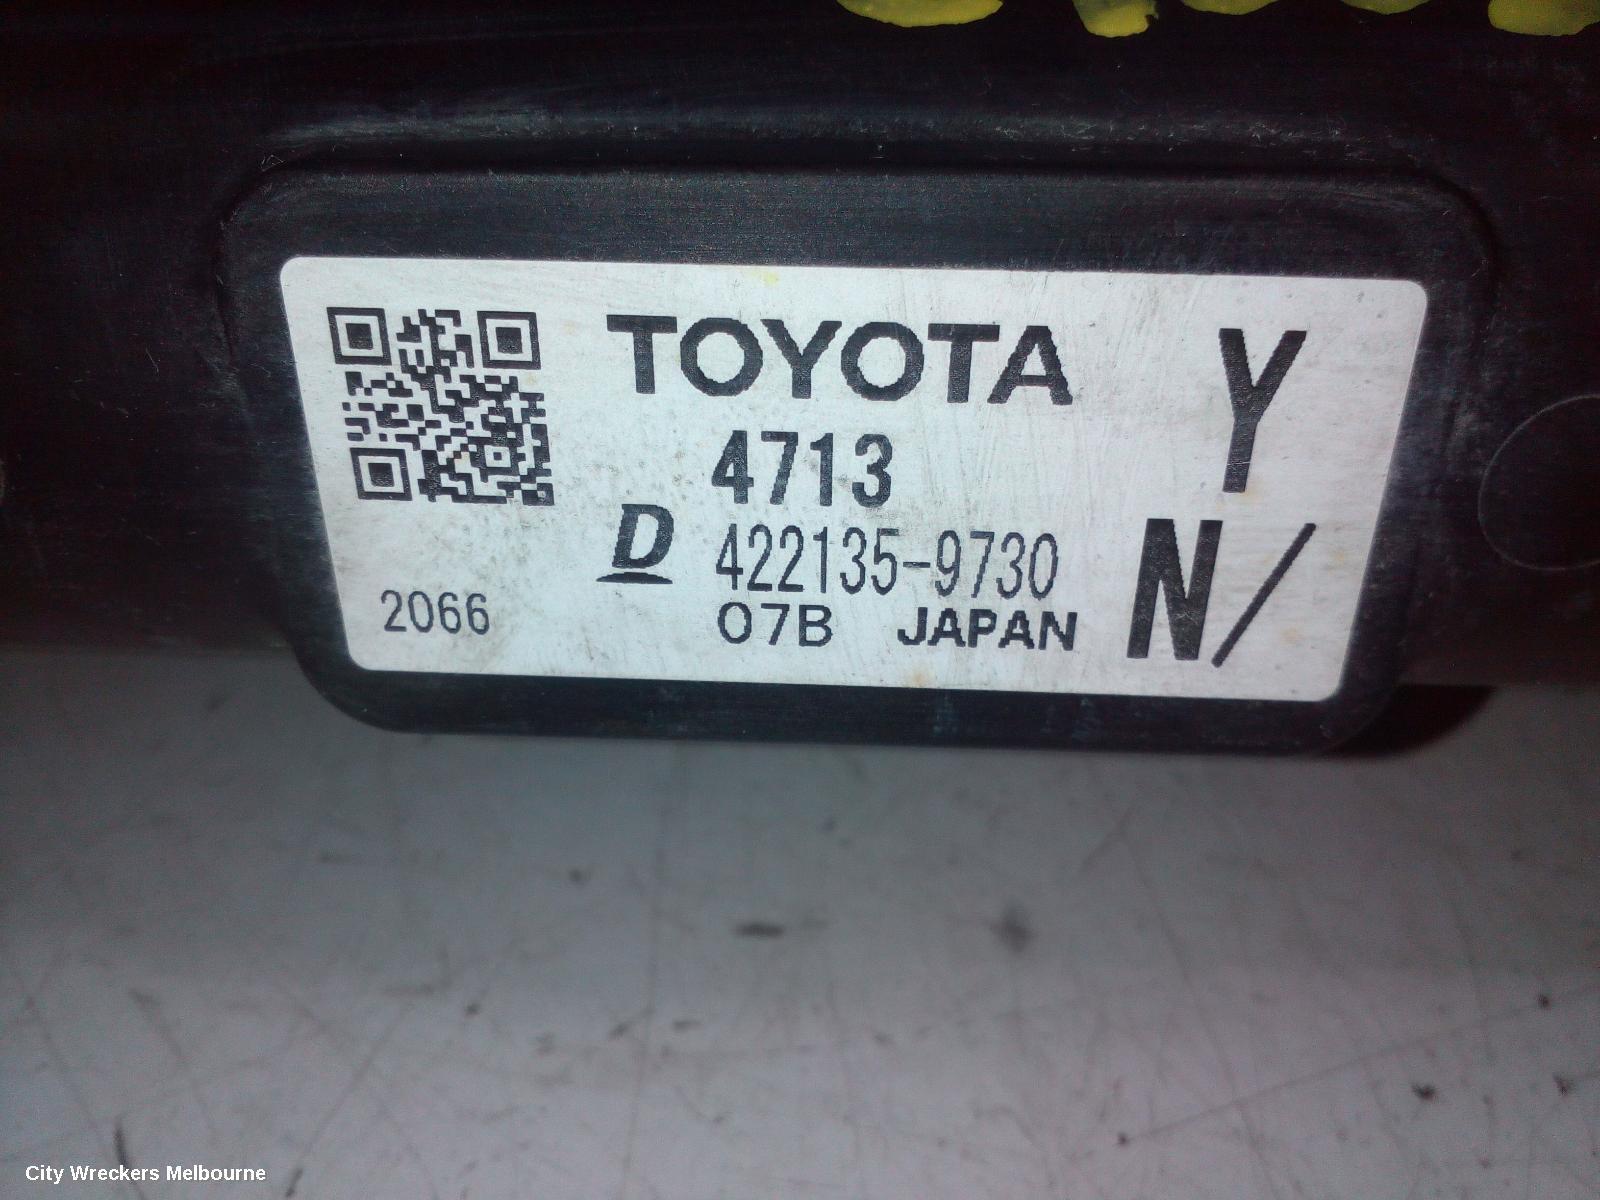 TOYOTA
Y
4713
D 422135-9730
N/
2066
07B JAPAN
City Wreckers Melbourne